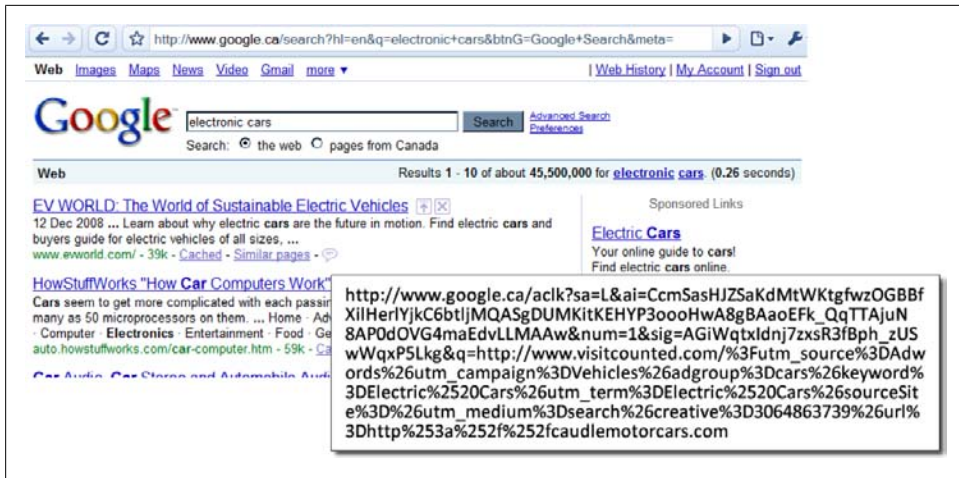 http://www.google.ca/search?hl=en&q=electronic+cars&btnG=Google+Search&meta=
Web Images Maps News Video Gmail more ▼ | Web History | My Account | Sign out
Google electronic cars Search Advanced Search
Preferences
Search: the web pages from Canada
Web Results 1 - 10 of about 45,500,000 for electronic cars. (0.26 seconds)
EV WORLD: The World of Sustainable Electric Vehicles
12 Dec 2008 ... Learn about why electric cars are the future in motion. Find electric cars and
buyers guide for electric vehicles of all sizes, ...
www.evworld.com/ - 39k - Cached - Similar pages -
HowStuffWorks "How Car Computers Work"
Cars seem to get more complicated with each passin
many as 50 microprocessors on them. ... Home · Adv
· Computer · Electronics · Entertainment · Food · Ge
auto.howstuffworks.com/car-computer.htm - 59k - Ca
Car Audio, Car Stereo and Automobile Audi
Sponsored Links
Electric Cars
Your online guide to cars!
Find electric cars online.
http://www.google.ca/aclk?sa=L&ai=CcmSasHJZSaKdMtWKtgfwzOGBBf
XilHerlYjkC6btljMQASgDUMKitKEHYP3oooHwA8gBAaoEFk_QqTTAjuN
8AP0dOVG4maEdvLLMAAw&num=1&sig=AGiWqtxIdnj7zxsR3fBph_zUS
wWqxP5Lkg&q=http://www.visitcounted.com/%3Futm_source%3DAdw
ords%26utm_campaign%3DVehicles%26adgroup%3Dcars%26keyword%
3DElectric%2520Cars%26utm_term%3DElectric%2520Cars%26sourceSit
e%3D%26utm_medium%3Dsearch%26creative%3D3064863739%26url%
3Dhttp%253a%252f%252fcaudlemotorcars.com